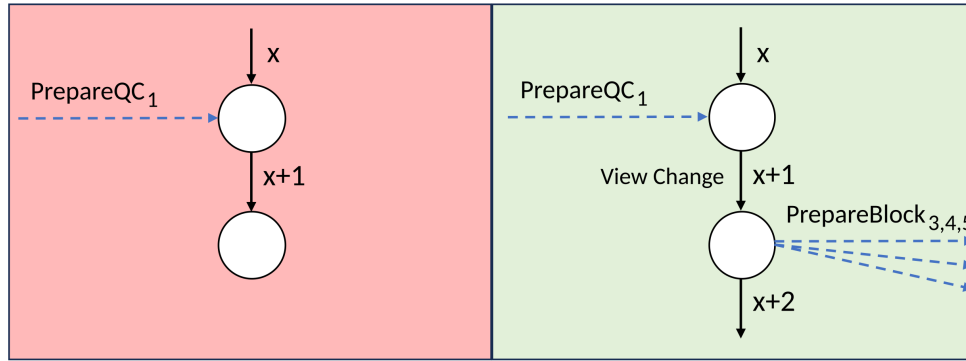 x
PrepareQC1
x+1
x
PrepareQC1
View Change
x+1
PrepareBlock3,4,5
x+2